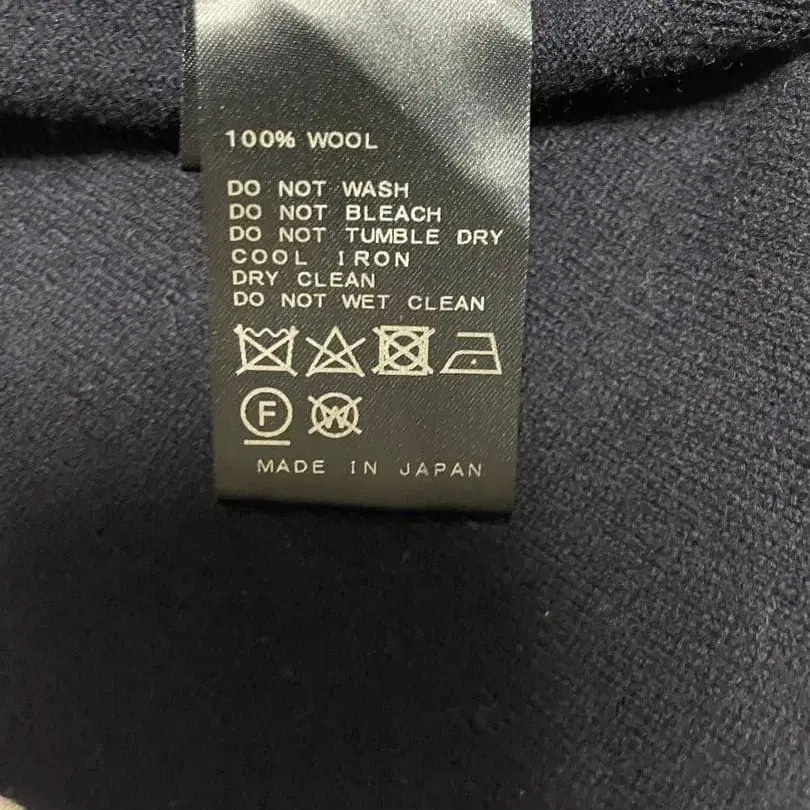 100% WOOL
DO NOT WASH
DO NOT BLEACH
DO NOT TUMBLE DRY
COOL IRON
DRY CLEAN
DO NOT WET CLEAN
F W
MADE IN JAPAN